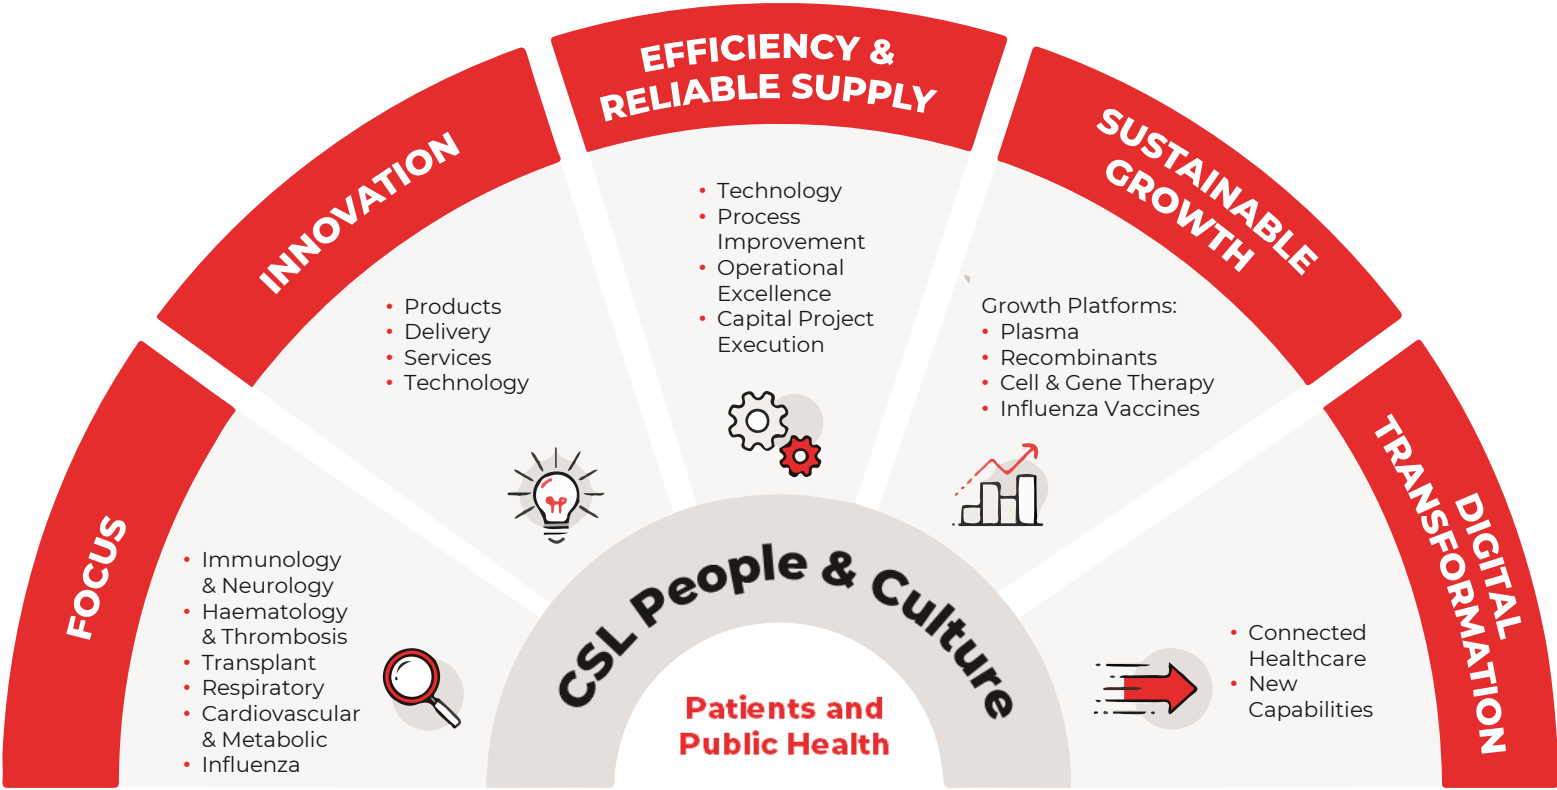 FOCUS
• Immunology
& Neurology
• Haematology
& Thrombosis
• Transplant
• Respiratory
• Cardiovascular
& Metabolic
• Influenza
INNOVATION
• Products
• Delivery
• Services
• Technology
EFFICIENCY &
RELIABLE SUPPLY
• Technology
• Process
Improvement
• Operational
Excellence
• Capital Project
Execution
SUSTAINABLE
GROWTH
Growth Platforms:
• Plasma
• Recombinants
• Cell & Gene Therapy
• Influenza Vaccines
DIGITAL
TRANSFORMATION
• Connected
Healthcare
• New
Capabilities
CSL People & Culture
Patients and
Public Health